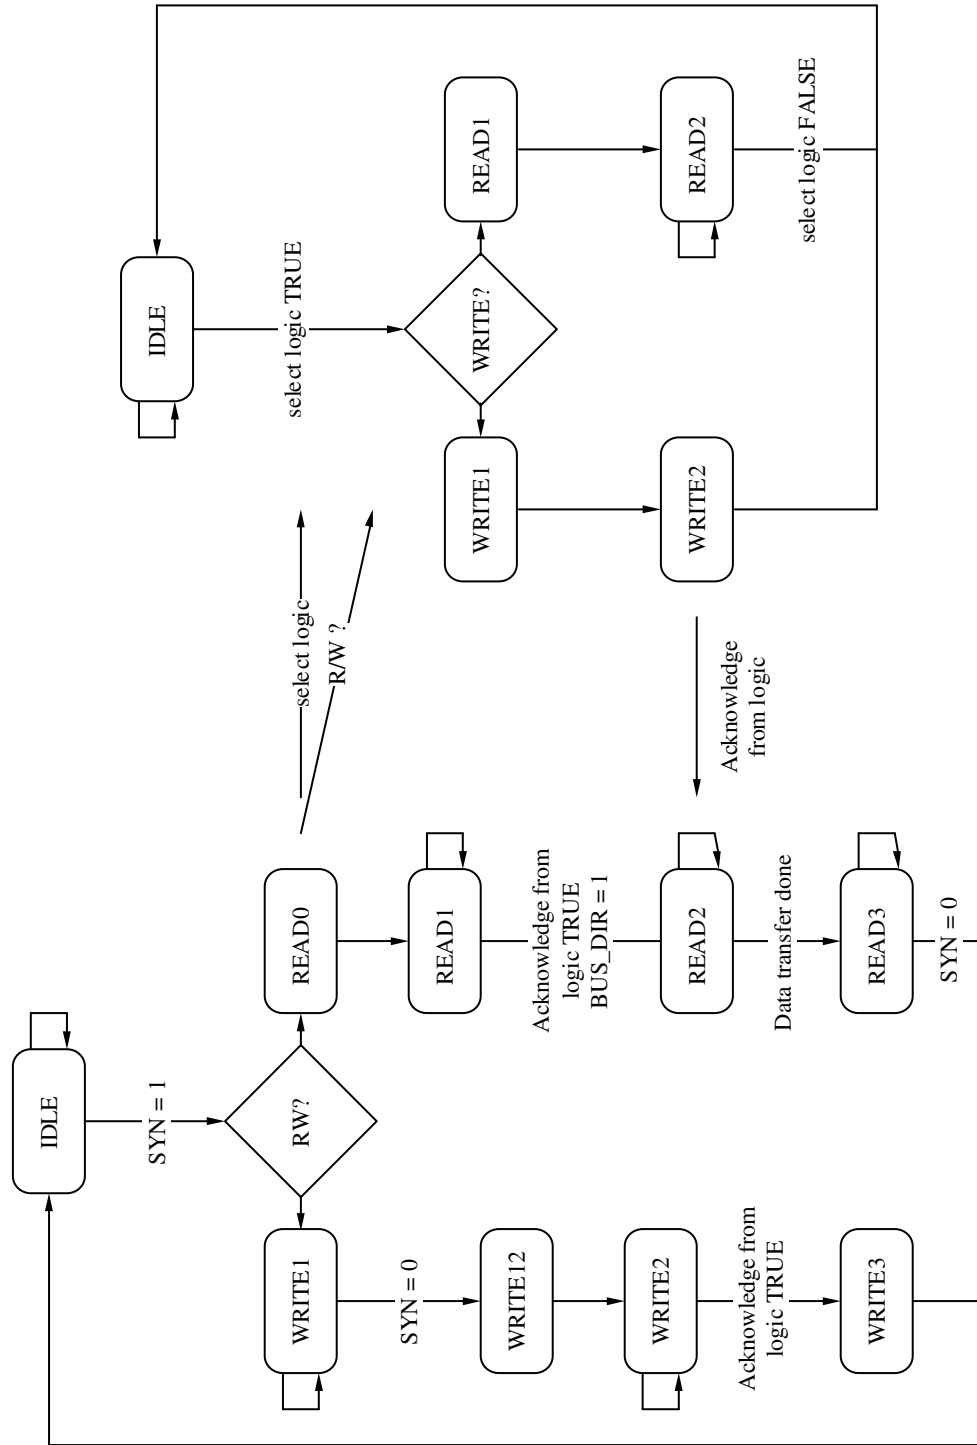 IDLE
SYN = 1
RW?
WRITE1
SYN = 0
WRITE12
WRITE2
Acknowledge from
logic TRUE
WRITE3
READ0
READ1
Acknowledge from
logic TRUE
BUS_DIR = 1
READ2
Data transfer done
READ3
SYN = 0
select logic
R/W ?
Acknowledge
from logic
IDLE
select logic TRUE
WRITE?
WRITE1
WRITE2
READ1
READ2
select logic FALSE